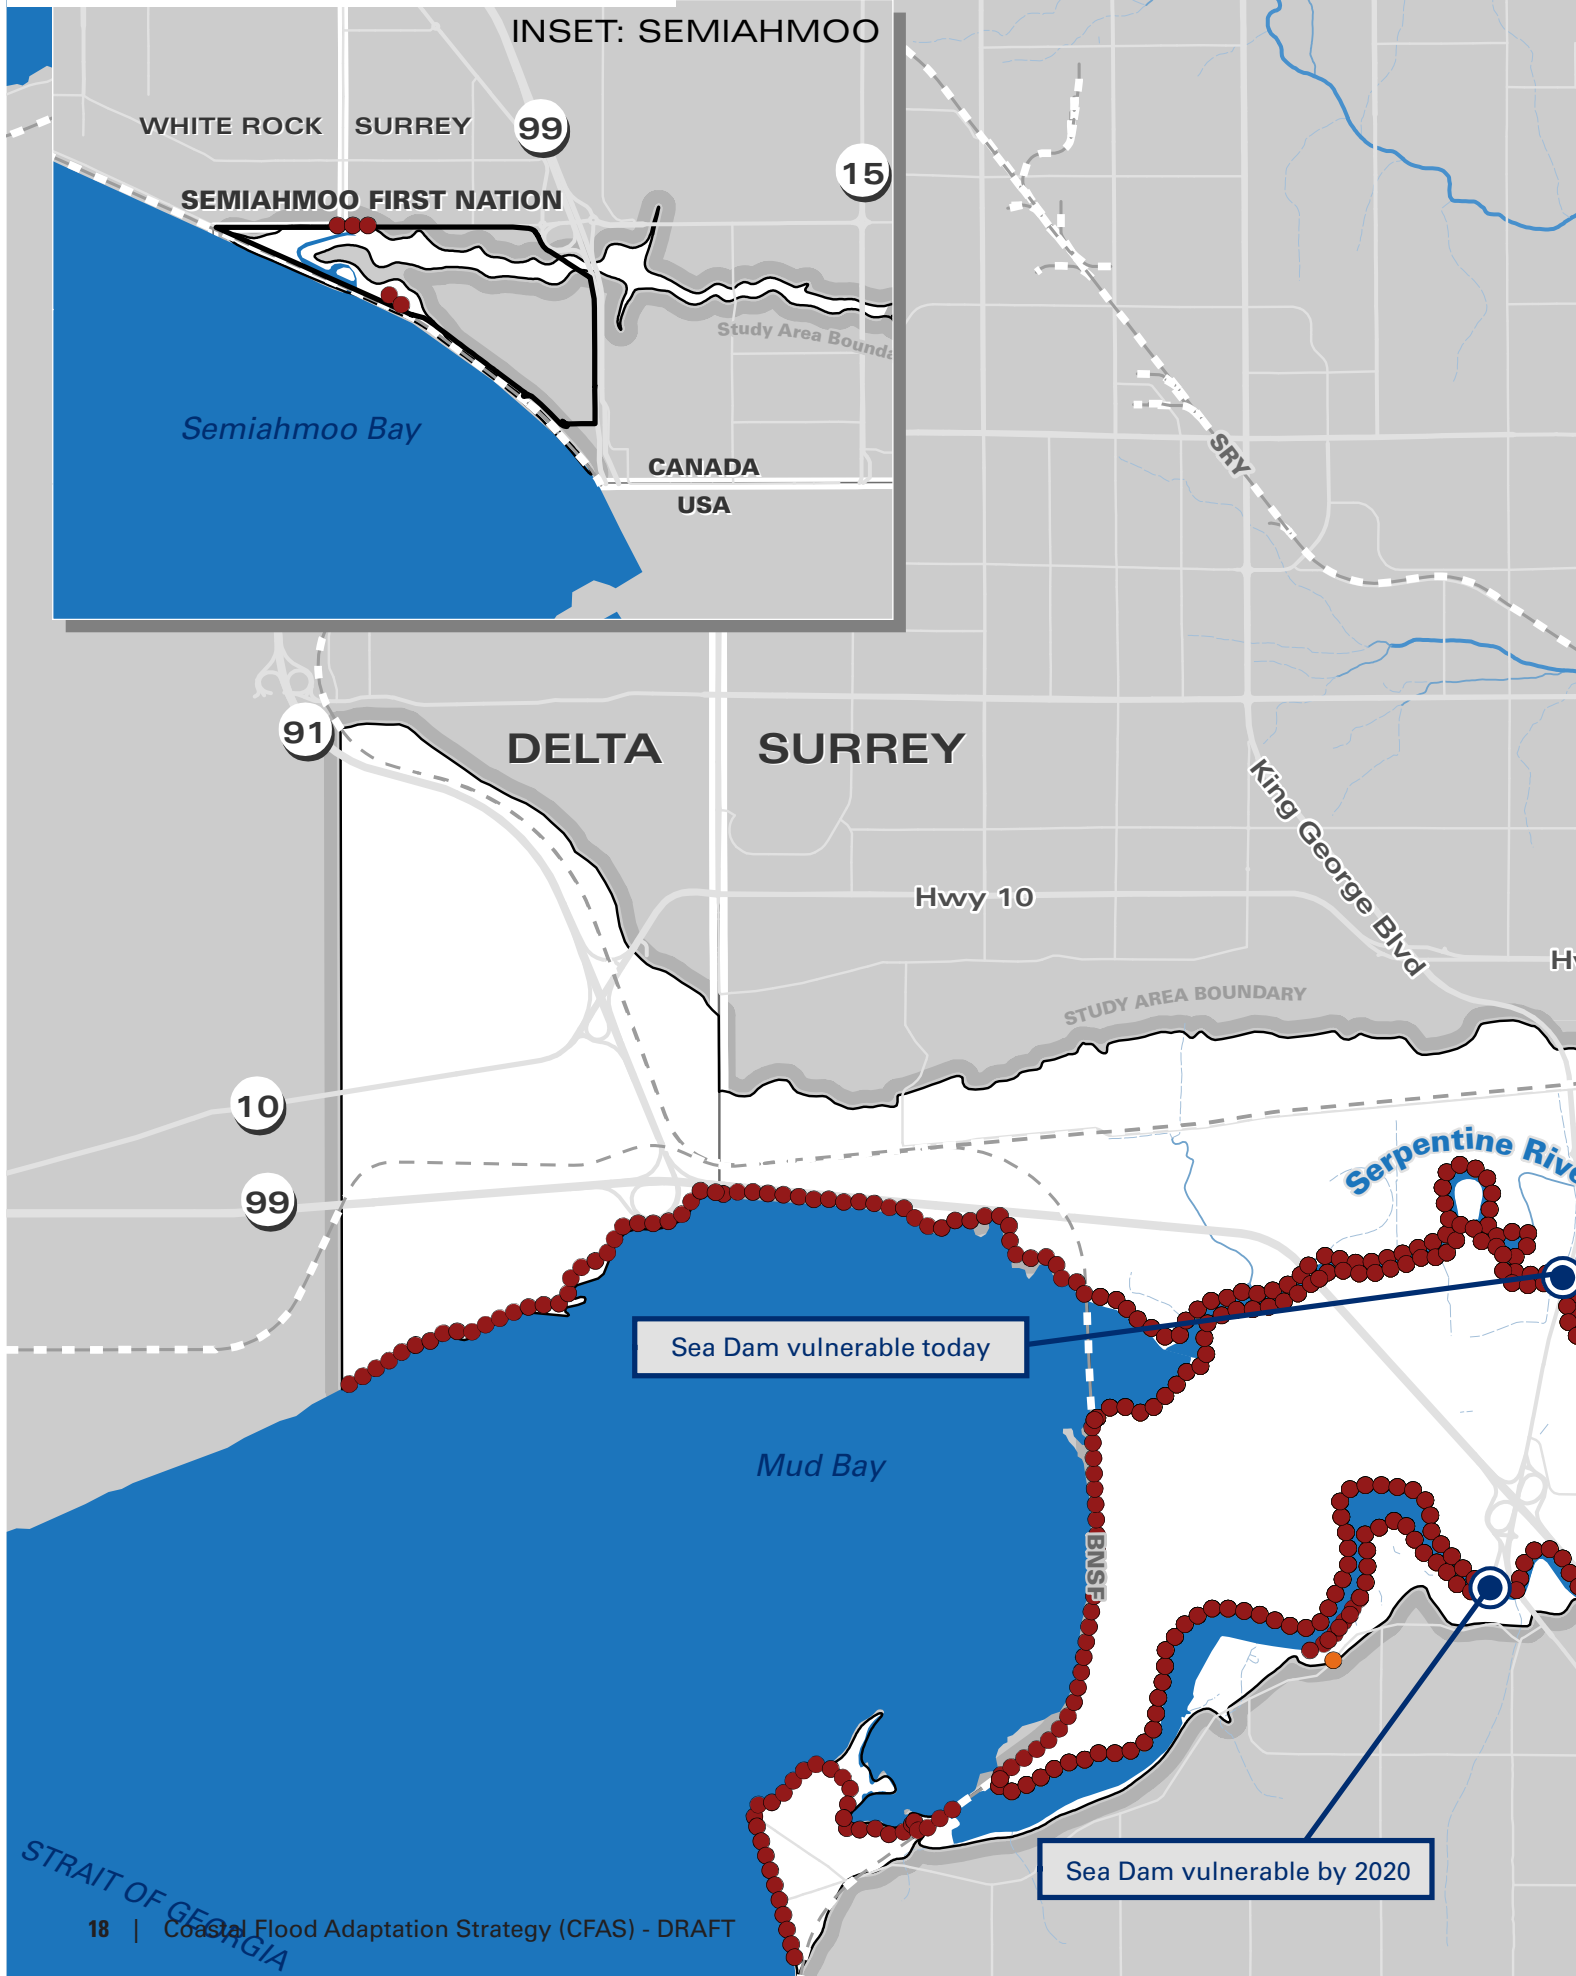 INSET: SEMIAHMOO
WHITE ROCK
SURREY
99
15
SEMIAHMOO FIRST NATION
Study Area Bounda
Semiahmoo Bay
CANADA
USA
SRY
91
DELTA
SURREY
King George Blvd
Hwy 10
Hw
STUDY AREA BOUNDARY
10
Serpentine Rive
99
Sea Dam vulnerable today
Mud Bay
BNSF
Sea Dam vulnerable by 2020
STRAIT OF GEORGIA
18 | Coastal Flood Adaptation Strategy (CFAS) - DRAFT